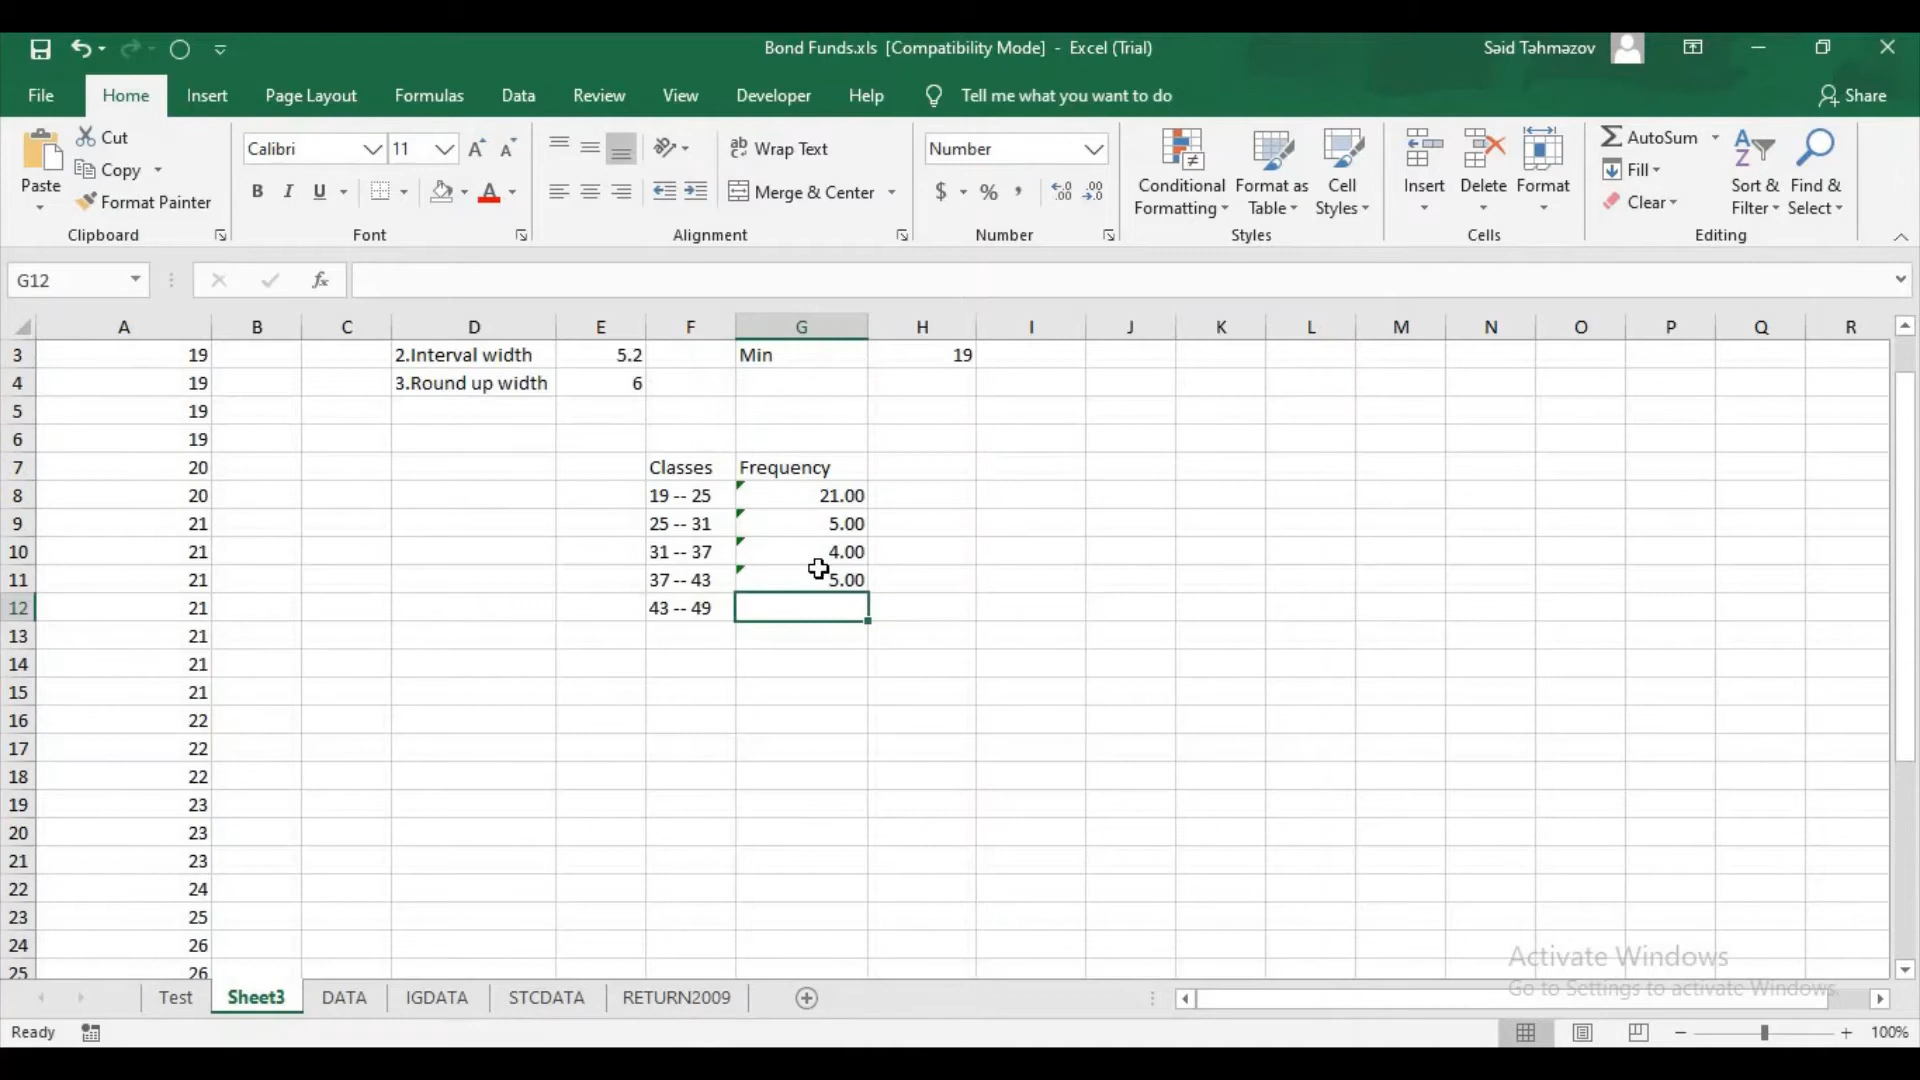 Bond Funds.xls [Compatibility Mode] - Excel (Trial)
Səid Təhməzov
File Home Insert Page Layout Formulas Data Review View Developer Help Tell me what you want to do Share
Paste
Cut
Copy
Format Painter
Clipboard
Calibri 11
B I U A
Font
ab Wrap Text
Merge & Center
Alignment
Number
$ % , .00
Number
Conditional Formatting
Format as Table
Cell Styles
Styles
Insert Delete Format
Cells
AutoSum
Fill
Clear
Sort & Filter
Find & Select
Editing
G12 fx
A B C D E F G H I J K L M N O P Q R
3 19 2.Interval width 5.2 Min 19
4 19 3.Round up width 6
5 19
6 19
7 20 Classes Frequency
8 20 19 -- 25 21.00
9 21 25 -- 31 5.00
10 21 31 -- 37 4.00
11 21 37 -- 43 5.00
12 21 43 -- 49
13 21
14 21
15 21
16 22
17 22
18 22
19 23
20 23
21 23
22 24
23 25
24 26
25 26
Activate Windows
Go to Settings to activate Windows.
Test Sheet3 DATA IGDATA STCDATA RETURN2009
Ready 100%